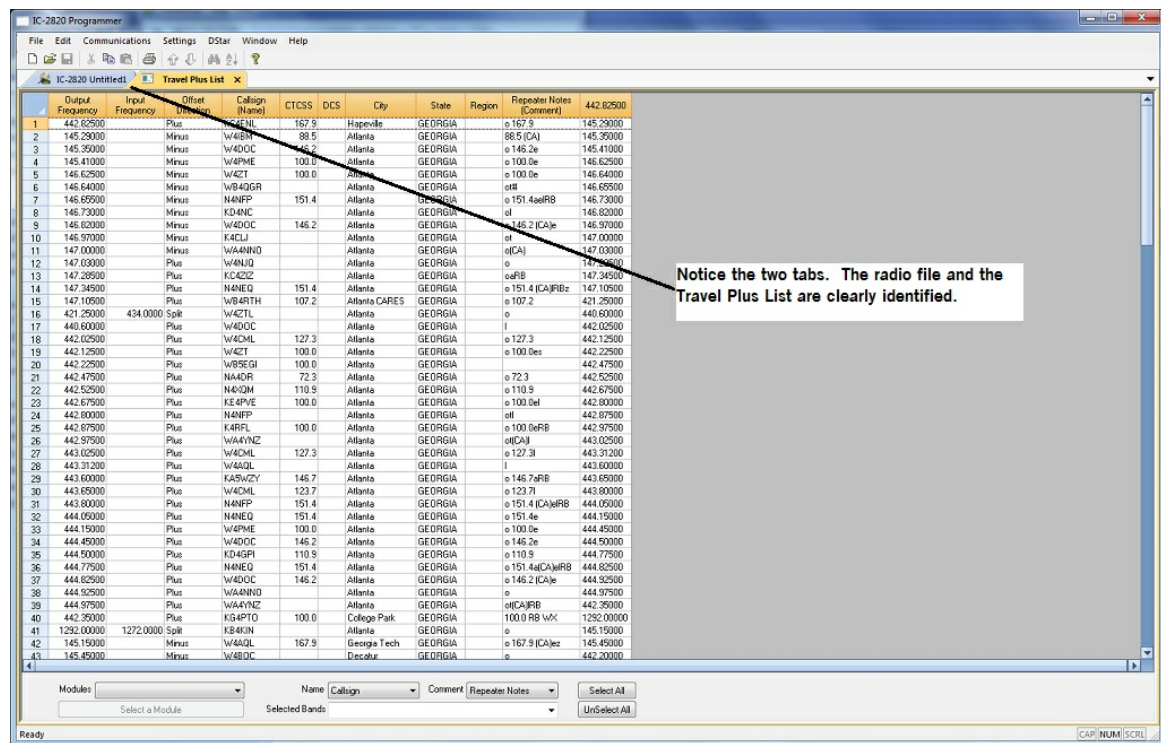 IC-2820 Programmer
File Edit Communications Settings DStar Window Help
IC-2820 Untitled1 Travel Plus List x
Output Frequency Input Frequency Offset Direction Callsign (Name) CTCSS DCS City State Region Repeater Notes (Comment) 442.82500
1 442.82500 Plus 167.9 Hapeville GEORGIA o 167.9 145.29000
2 145.29000 Minus W4IBM 88.5 Atlanta GEORGIA 88.5 (CA) 145.35000
3 145.35000 Minus W4DOC 146.2 Atlanta GEORGIA o 146.2e 145.41000
4 145.41000 Minus W4PME 100.0 Atlanta GEORGIA o 100.0e 146.62500
5 146.62500 Minus W4ZT 100.0 Atlanta GEORGIA o 100.0e 146.64000
6 146.64000 Minus WB4QGR Atlanta GEORGIA ot# 146.65500
7 146.65500 Minus N4NFP 151.4 Atlanta GEORGIA o 151.4aelRB 146.73000
8 146.73000 Minus KD4NC Atlanta GEORGIA ol 146.82000
9 146.82000 Minus W4DOC 146.2 Atlanta GEORGIA o 146.2 (CA)e 146.97000
10 146.97000 Minus K4CLJ Atlanta GEORGIA ot 147.00000
11 147.00000 Minus WA4NNO Atlanta GEORGIA o(CA) 147.03000
12 147.03000 Plus W4NJQ Atlanta GEORGIA o 147.28500
13 147.28500 Plus KC4ZIZ Atlanta GEORGIA oaRB 147.34500
14 147.34500 Plus N4NEQ 151.4 Atlanta GEORGIA o 151.4 (CA)lRBz 147.10500
15 147.10500 Plus WB4RTH 107.2 Atlanta CARES GEORGIA o 107.2 421.25000
16 421.25000 434.0000 Split W4ZTL Atlanta GEORGIA o 440.60000
17 440.60000 Plus W4DOC Atlanta GEORGIA l 442.02500
18 442.02500 Plus W4CML 127.3 Atlanta GEORGIA o 127.3 442.12500
19 442.12500 Plus W4ZT 100.0 Atlanta GEORGIA o 100.0es 442.22500
20 442.22500 Plus WB5EGI 100.0 Atlanta GEORGIA 442.47500
21 442.47500 Plus NA4DR 72.3 Atlanta GEORGIA o 72.3 442.52500
22 442.52500 Plus N4XQM 110.9 Atlanta GEORGIA o 110.9 442.67500
23 442.67500 Plus KE4PVE 100.0 Atlanta GEORGIA o 100.0el 442.80000
24 442.80000 Plus N4NFP Atlanta GEORGIA otl 442.87500
25 442.87500 Plus K4RFL 100.0 Atlanta GEORGIA o 100.0eRB 442.97500
26 442.97500 Plus WA4YNZ Atlanta GEORGIA ot(CA)l 443.02500
27 443.02500 Plus W4CML 127.3 Atlanta GEORGIA o 127.3l 443.31200
28 443.31200 Plus W4AQL Atlanta GEORGIA l 443.60000
29 443.60000 Plus KA5WZY 146.7 Atlanta GEORGIA o 146.7aRB 443.65000
30 443.65000 Plus W4CML 123.7 Atlanta GEORGIA o 123.7l 443.80000
31 443.80000 Plus N4NFP 151.4 Atlanta GEORGIA o 151.4 (CA)elRB 444.05000
32 444.05000 Plus N4NEQ 151.4 Atlanta GEORGIA o 151.4e 444.15000
33 444.15000 Plus W4PME 100.0 Atlanta GEORGIA o 100.0e 444.45000
34 444.45000 Plus W4DOC 146.2 Atlanta GEORGIA o 146.2e 444.50000
35 444.50000 Plus KD4GPI 110.9 Atlanta GEORGIA o 110.9 444.77500
36 444.77500 Plus N4NEQ 151.4 Atlanta GEORGIA o 151.4a(CA)elRB 444.82500
37 444.82500 Plus W4DOC 146.2 Atlanta GEORGIA o 146.2 (CA)e 444.92500
38 444.92500 Plus WA4NNO Atlanta GEORGIA o 444.97500
39 444.97500 Plus WA4YNZ Atlanta GEORGIA ot(CA)RB 442.35000
40 442.35000 Plus KG4PTO 100.0 College Park GEORGIA 100.0 RB WX 1292.00000
41 1292.00000 1272.0000 Split KB4KIN Atlanta GEORGIA o 145.15000
42 145.15000 Minus W4AQL 167.9 Georgia Tech GEORGIA o 167.9 (CA)ez 145.45000
43 145.45000 Minus W4BOC Decatur GEORGIA o 442.20000
Notice the two tabs. The radio file and the
Travel Plus List are clearly identified.
Modules Name Callsign Comment Repeater Notes Select All
Select a Module Selected Bands UnSelect All
Ready CAP NUM SCRL